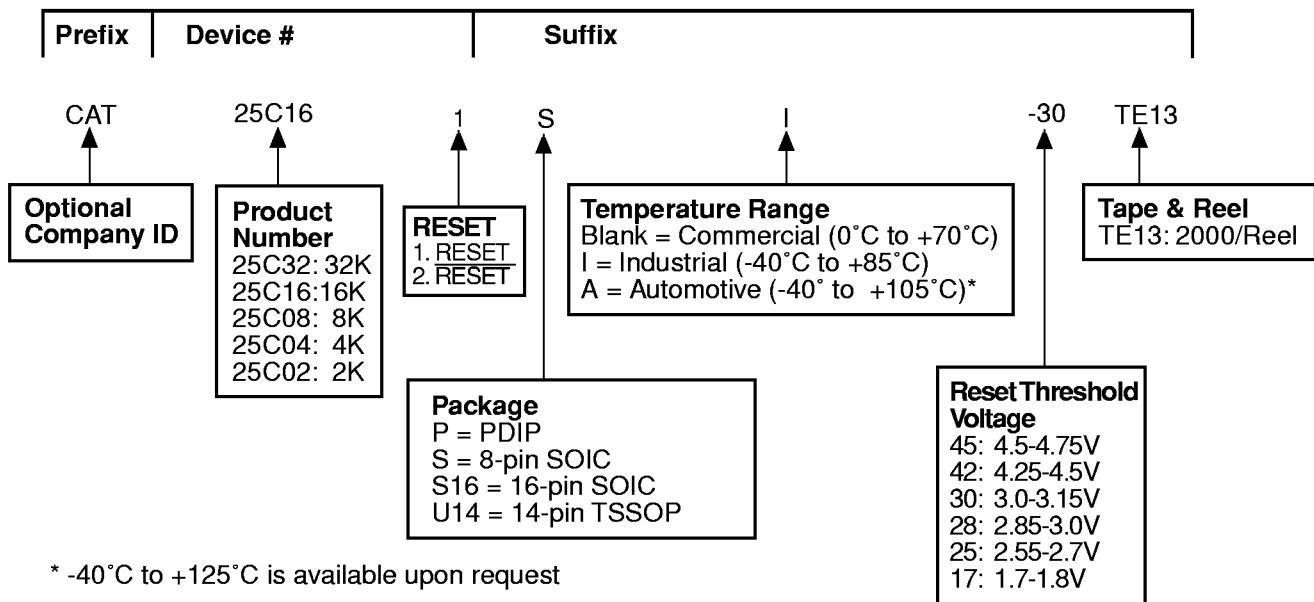 Prefix Device # Suffix
CAT 25C16 1 S I -30 TE13
Optional
Company ID
Product
Number
25C32: 32K
25C16:16K
25C08: 8K
25C04: 4K
25C02: 2K
RESET
1. RESET
2. R̅E̅S̅E̅T̅
Temperature Range
Blank = Commercial (0˚C to +70˚C)
I = Industrial (-40˚C to +85˚C)
A = Automotive (-40˚ to +105˚C)*
Tape & Reel
TE13: 2000/Reel
Package
P = PDIP
S = 8-pin SOIC
S16 = 16-pin SOIC
U14 = 14-pin TSSOP
Reset Threshold
Voltage
45: 4.5-4.75V
42: 4.25-4.5V
30: 3.0-3.15V
28: 2.85-3.0V
25: 2.55-2.7V
17: 1.7-1.8V
* -40˚C to +125˚C is available upon request